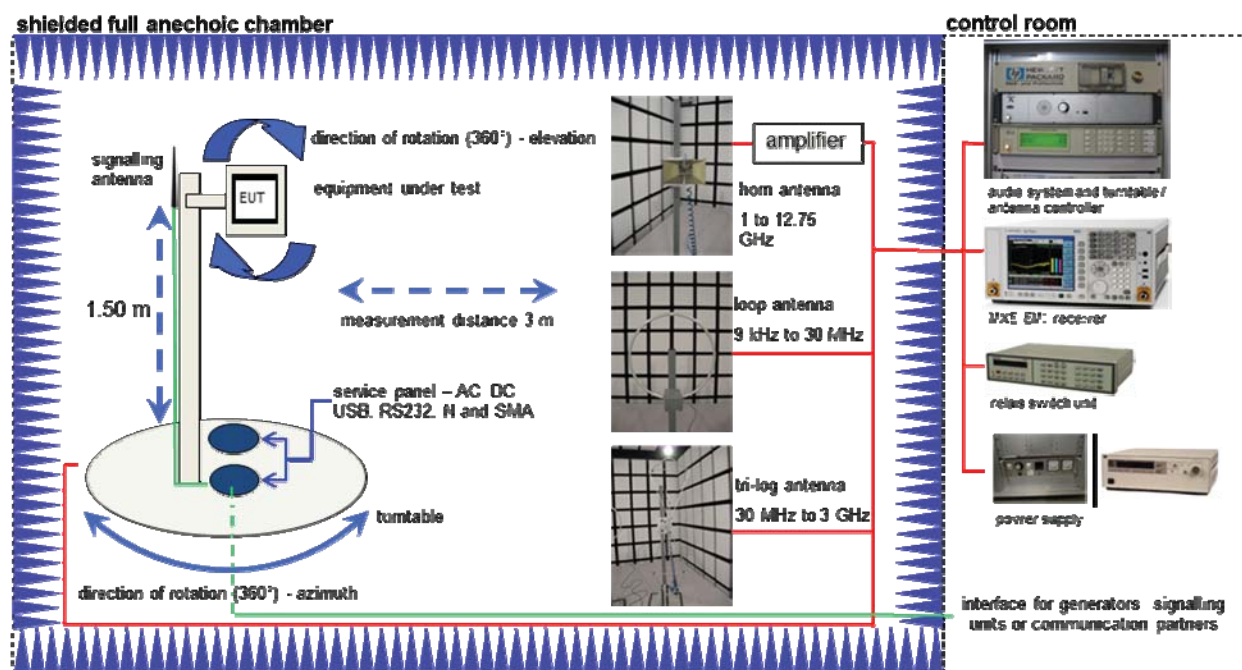 shielded full anechoic chamber
control room
HEWLETT
PACKARD
direction of rotation (360°) - elevation
signalling
antenna
EUT
equipment under test
amplifier
horn antenna
1 to 12.75
GHz
audio system and turntable /
antenna controller
1.50 m
measurement distance 3 m
loop antenna
9 kHz to 30 MHz
MXE EMI receiver
service panel – AC DC
USB. RS232. N and SMA
relais switch unit
tri-log antenna
30 MHz to 3 GHz
turntable
power supply
direction of rotation (360°) - azimuth
interface for generators signalling
units or communication partners